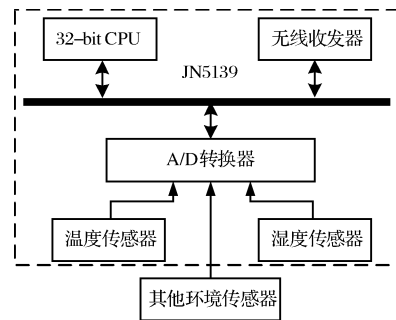 32-bit CPU
无线收发器
JN5139
A/D转换器
温度传感器
湿度传感器
其他环境传感器